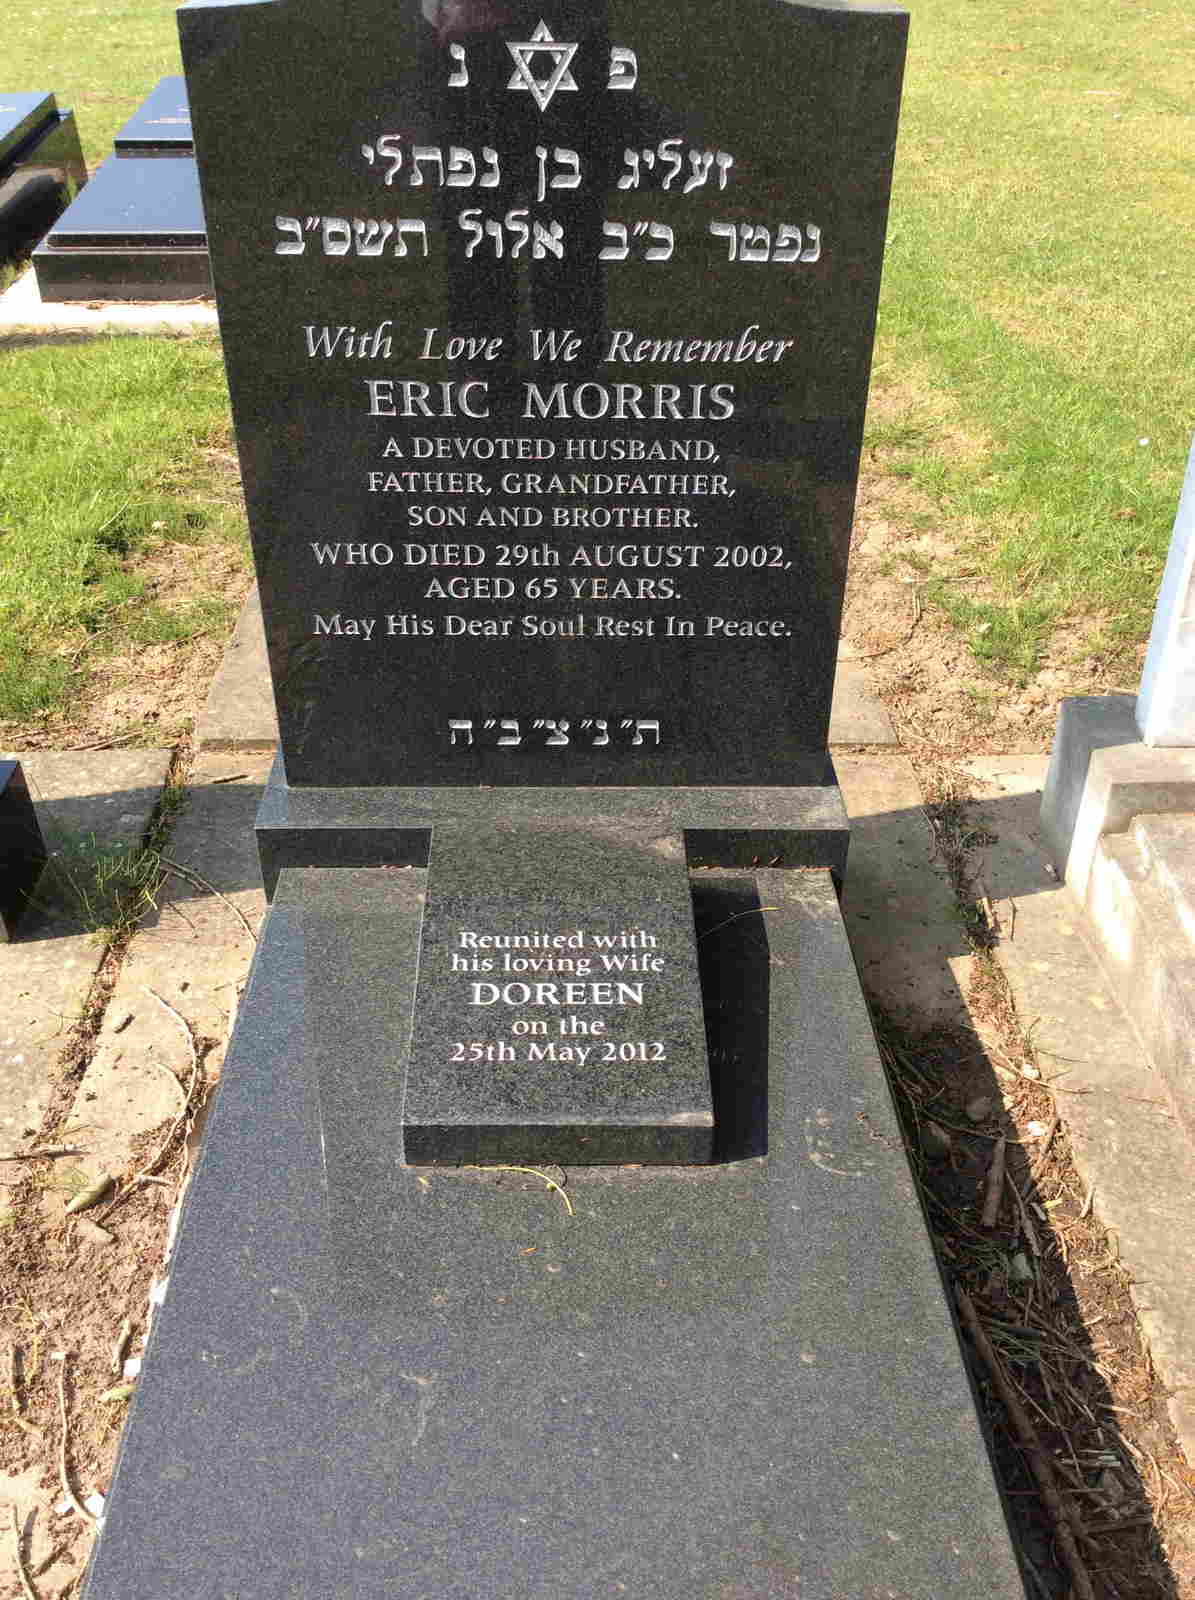 פ נ
זעליג בן נפתלי
נפטר כ"ב אלול תשס"ב
With Love We Remember
ERIC MORRIS
A DEVOTED HUSBAND,
FATHER, GRANDFATHER,
SON AND BROTHER.
WHO DIED 29th AUGUST 2002,
AGED 65 YEARS.
May His Dear Soul Rest In Peace.
ת"נ"צ"ב"ה
Reunited with
his loving Wife
DOREEN
on the
25th May 2012